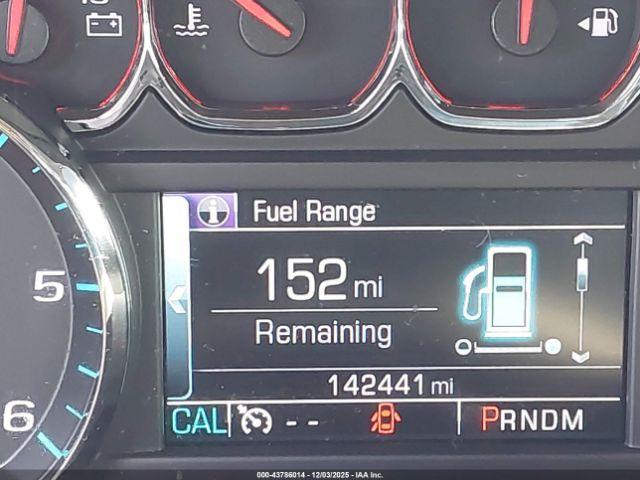 Fuel Range
152 mi
Remaining
142441 mi
CAL -- PRNDM
5
6
000-43786014 - 12/03/2025 - IAA Inc.